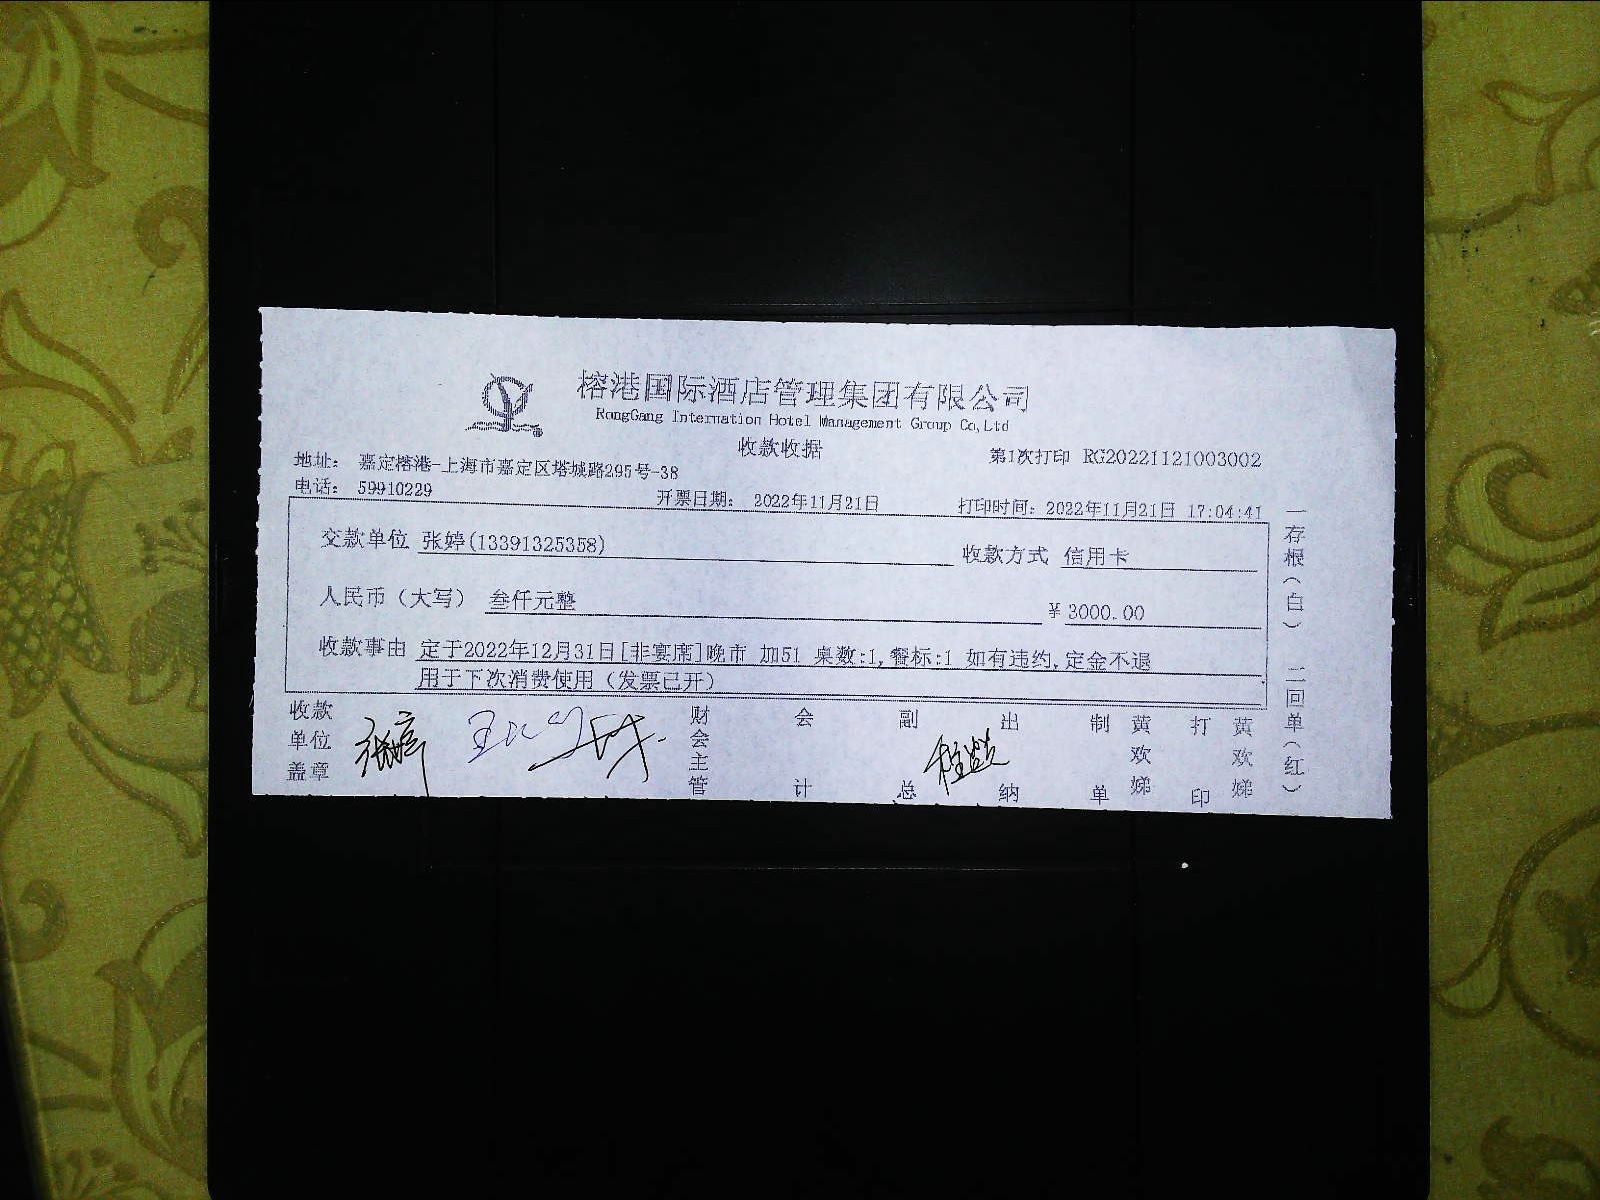 榕港国际酒店管理集团有限公司
RongGang Internation Hotel Management Group Co,Ltd
收款收据
第1次打印 RG20221121003002
地址: 嘉定榕港-上海市嘉定区塔城路295号-38
电话: 59910229
开票日期: 2022年11月21日
打印时间: 2022年11月21日 17:04:41
交款单位 张婷(13391325358)
收款方式 信用卡
人民币（大写） 叁仟元整
¥ 3000.00
收款事由 定于2022年12月31日[非宴席]晚市 加51 桌数:1,餐标:1 如有违约,定金不退
用于下次消费使用（发票已开）
收款单位盖章 张婷
财会主管
会计
副总
出纳
制单 黄欢娣
打印 黄欢娣
一存根(白) 二回单(红)